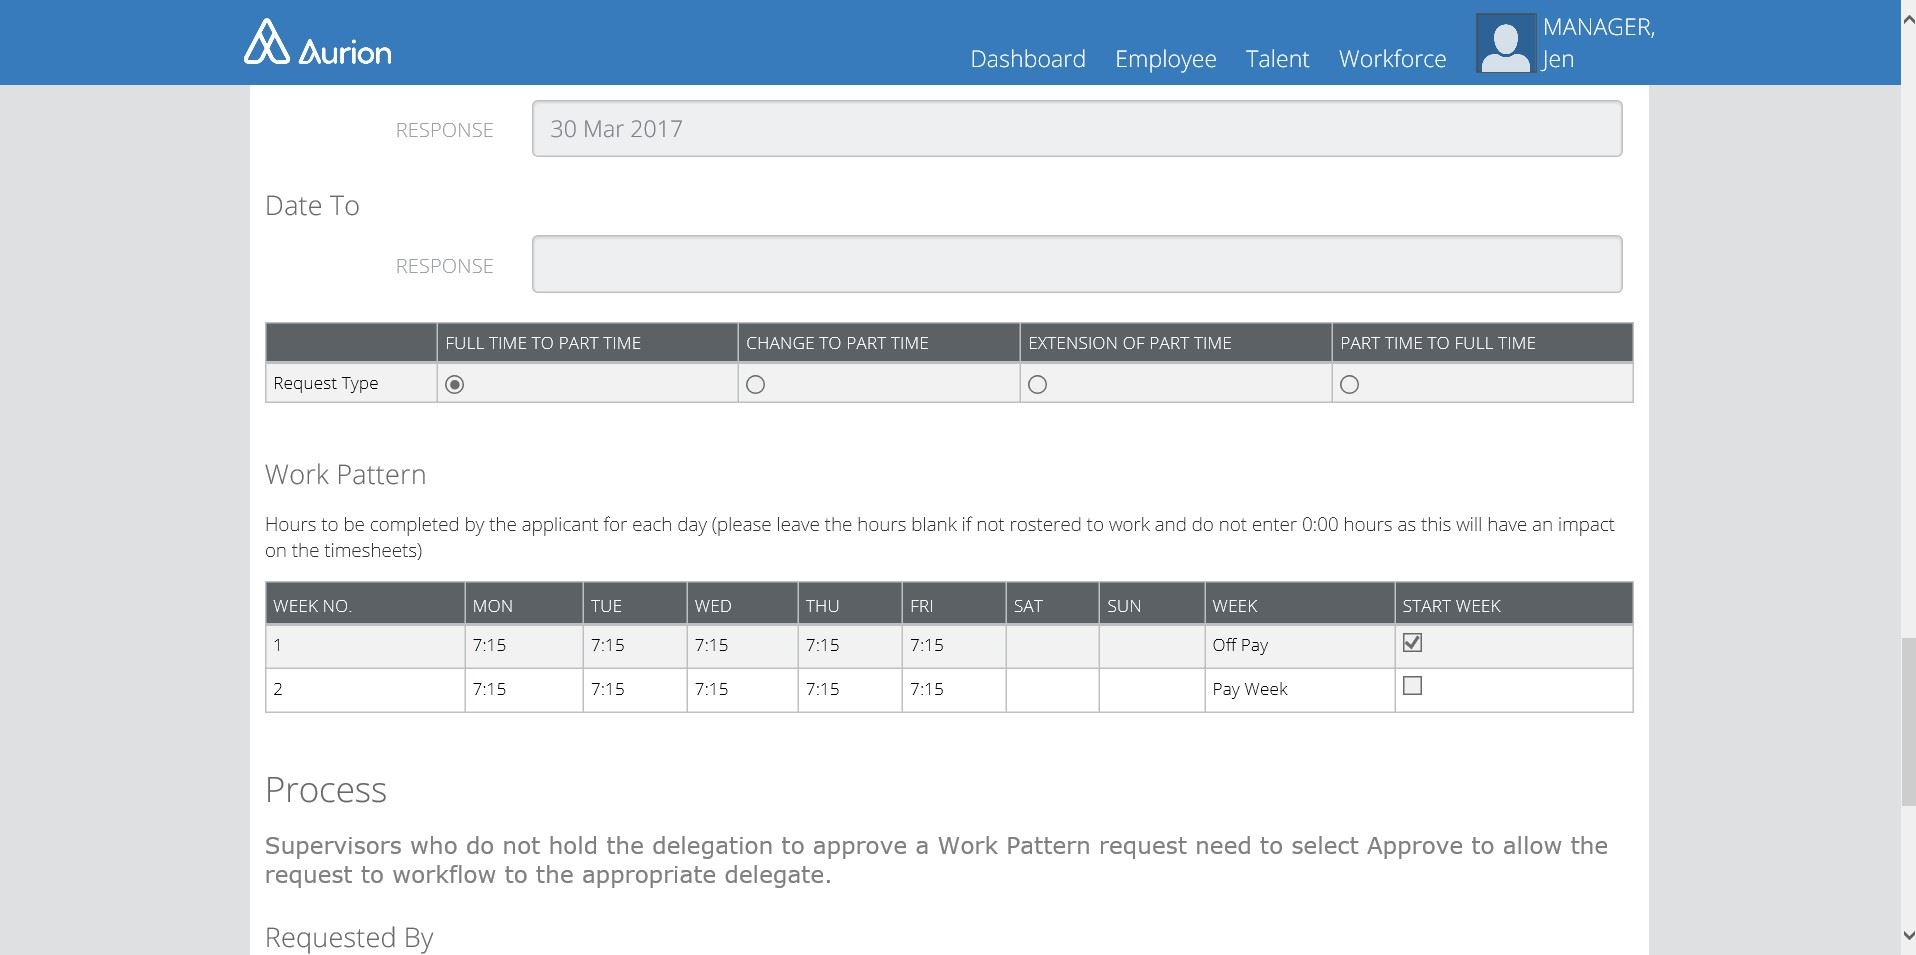 Aurion
Dashboard Employee Talent Workforce
MANAGER,
Jen
RESPONSE 30 Mar 2017
Date To
RESPONSE
FULL TIME TO PART TIME CHANGE TO PART TIME EXTENSION OF PART TIME PART TIME TO FULL TIME
Request Type
Work Pattern
Hours to be completed by the applicant for each day (please leave the hours blank if not rostered to work and do not enter 0:00 hours as this will have an impact
on the timesheets)
WEEK NO. MON TUE WED THU FRI SAT SUN WEEK START WEEK
1 7:15 7:15 7:15 7:15 7:15 Off Pay
2 7:15 7:15 7:15 7:15 7:15 Pay Week
Process
Supervisors who do not hold the delegation to approve a Work Pattern request need to select Approve to allow the
request to workflow to the appropriate delegate.
Requested By